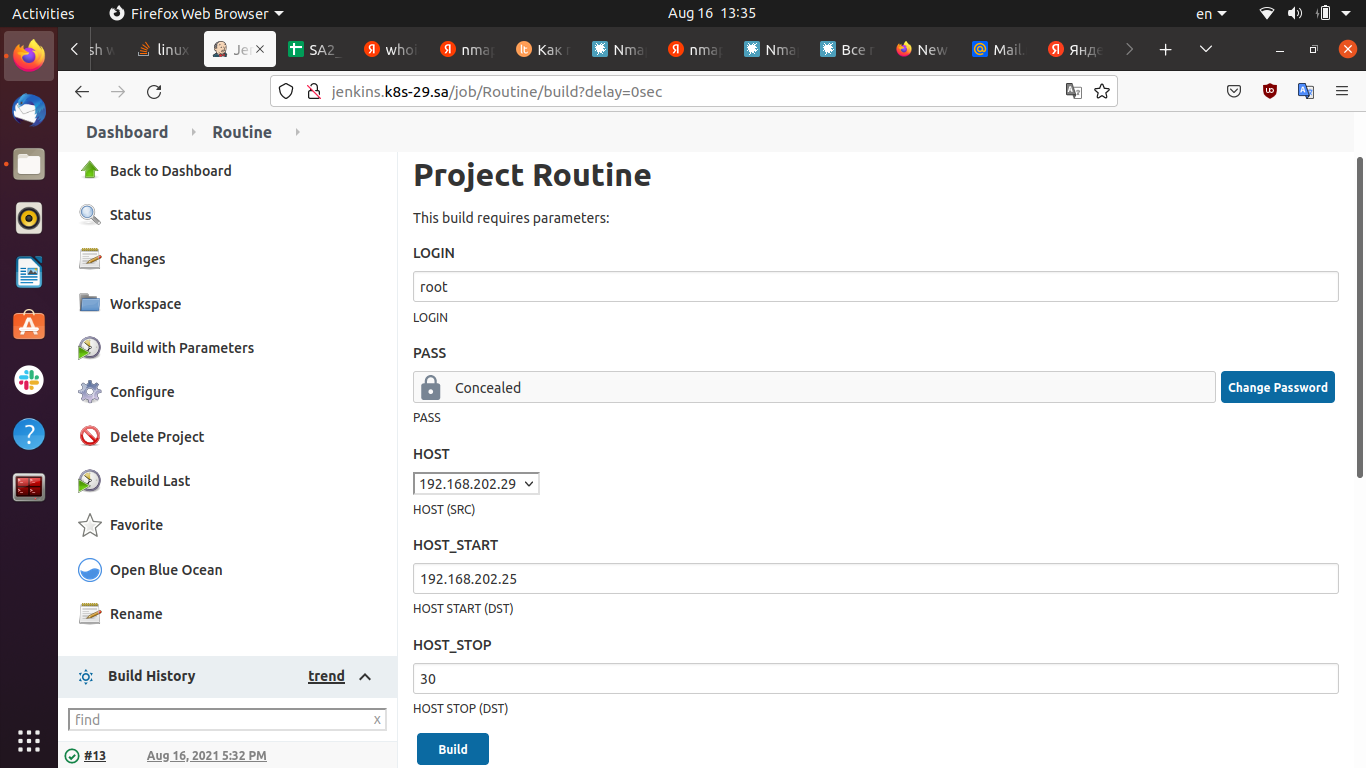 Activities Firefox Web Browser Aug 16 13:35 en
sh w linux Je SA2_ whoi nmap Как п Nma nmap Nma Все п New Mail. Янде
jenkins.k8s-29.sa/job/Routine/build?delay=0sec
Dashboard Routine
Back to Dashboard
Status
Changes
Workspace
Build with Parameters
Configure
Delete Project
Rebuild Last
Favorite
Open Blue Ocean
Rename
Build History trend
find x
#13 Aug 16, 2021 5:32 PM
Project Routine
This build requires parameters:
LOGIN
root
LOGIN
PASS
Concealed Change Password
PASS
HOST
192.168.202.29
HOST (SRC)
HOST_START
192.168.202.25
HOST START (DST)
HOST_STOP
30
HOST STOP (DST)
Build